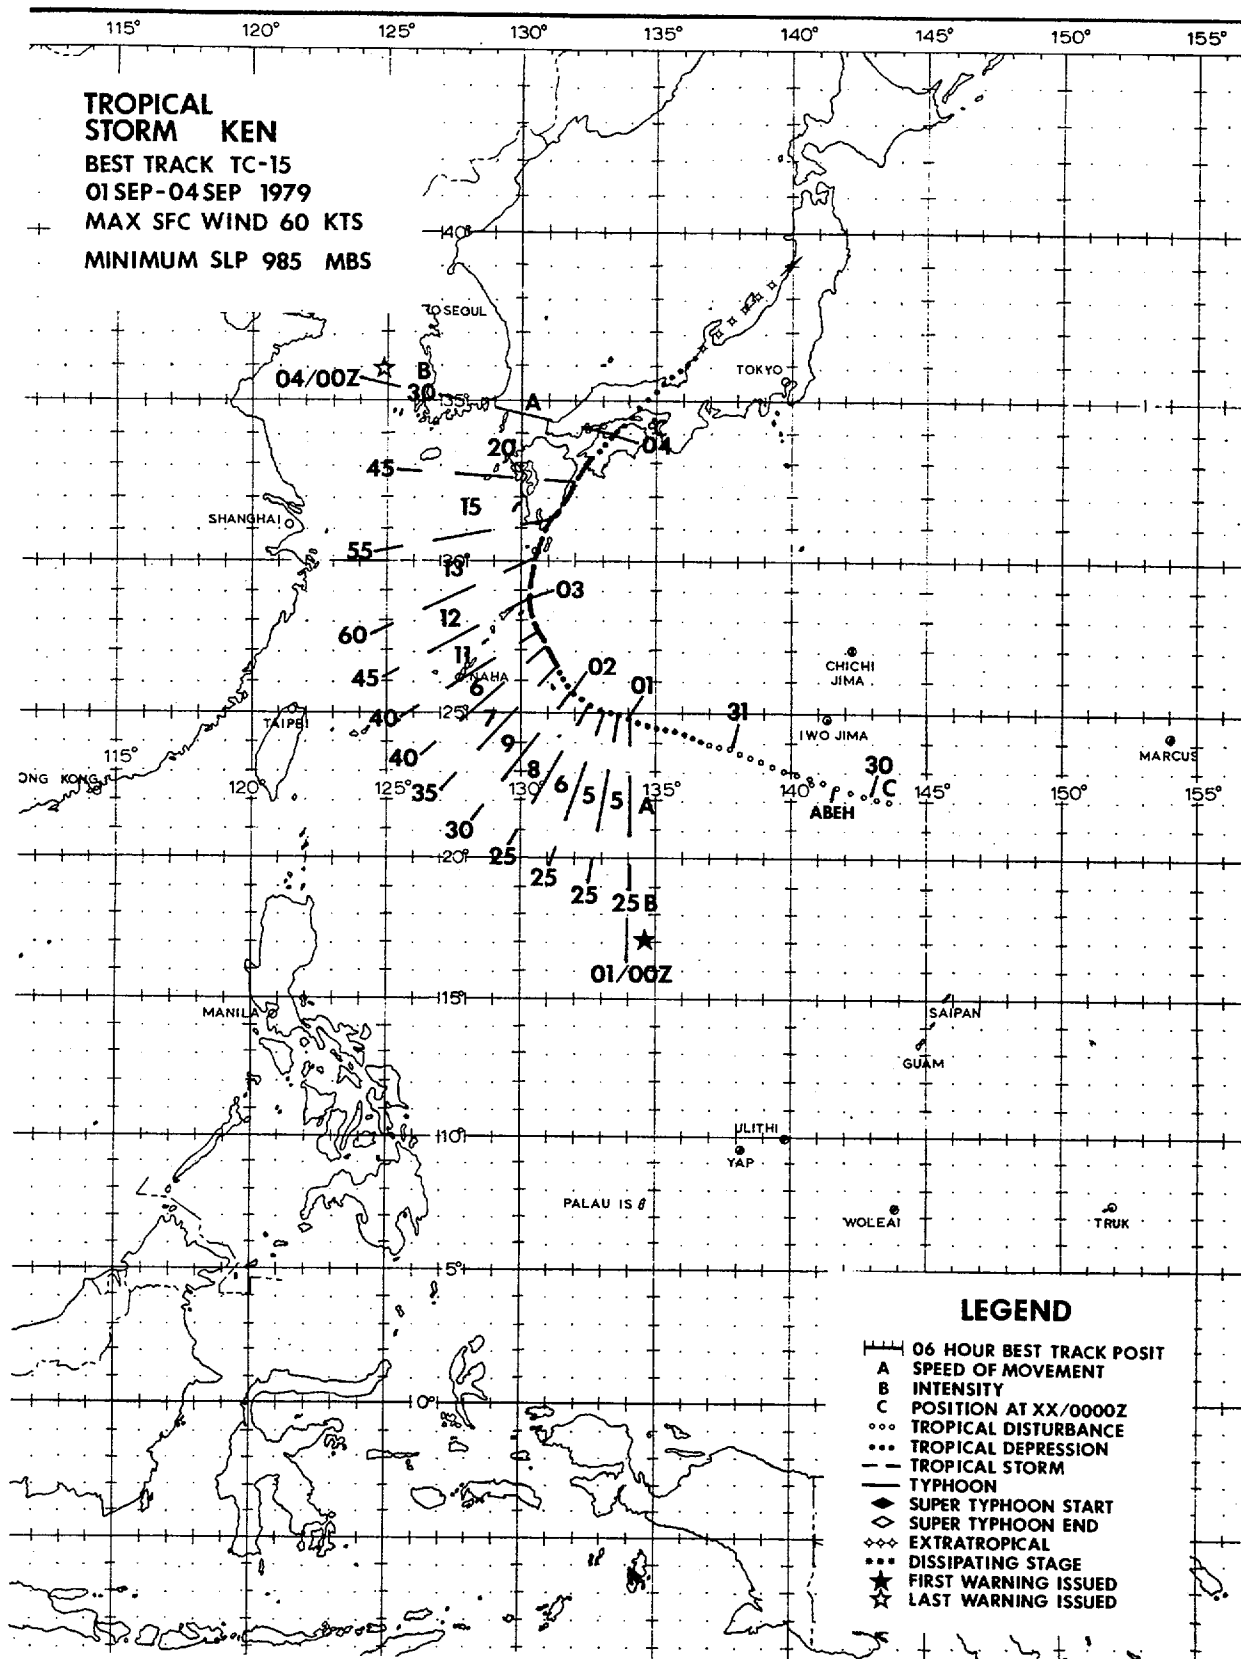 115° 120° 125° 130° 135° 140° 145° 150° 155°
TROPICAL
STORM KEN
BEST TRACK TC-15
01 SEP-04 SEP 1979
MAX SFC WIND 60 KTS
MINIMUM SLP 985 MBS
40°
SEOUL
TOKYO
04/00Z
B
30
35°
A
04
20
45
15
SHANGHAI
55
30°
13
03
12
60
11
NAHA
02
CHICHI
JIMA
45
6
01
TAIPEI
40
25°
7
31
IWO JIMA
MARCUS
115°
40
9
ONG KONG
120°
35
130°
8
6
5
5
A
135°
30
C
140°
ABEH
145°
150°
155°
30
25
20°
25
25
25 B
01/00Z
15°
MANILA
SAIPAN
GUAM
10°
ULITHI
YAP
PALAU IS
WOLEAI
TRUK
5°
0°
LEGEND
06 HOUR BEST TRACK POSIT
A SPEED OF MOVEMENT
B INTENSITY
C POSITION AT XX/0000Z
TROPICAL DISTURBANCE
TROPICAL DEPRESSION
TROPICAL STORM
TYPHOON
SUPER TYPHOON START
SUPER TYPHOON END
EXTRATROPICAL
DISSIPATING STAGE
FIRST WARNING ISSUED
LAST WARNING ISSUED